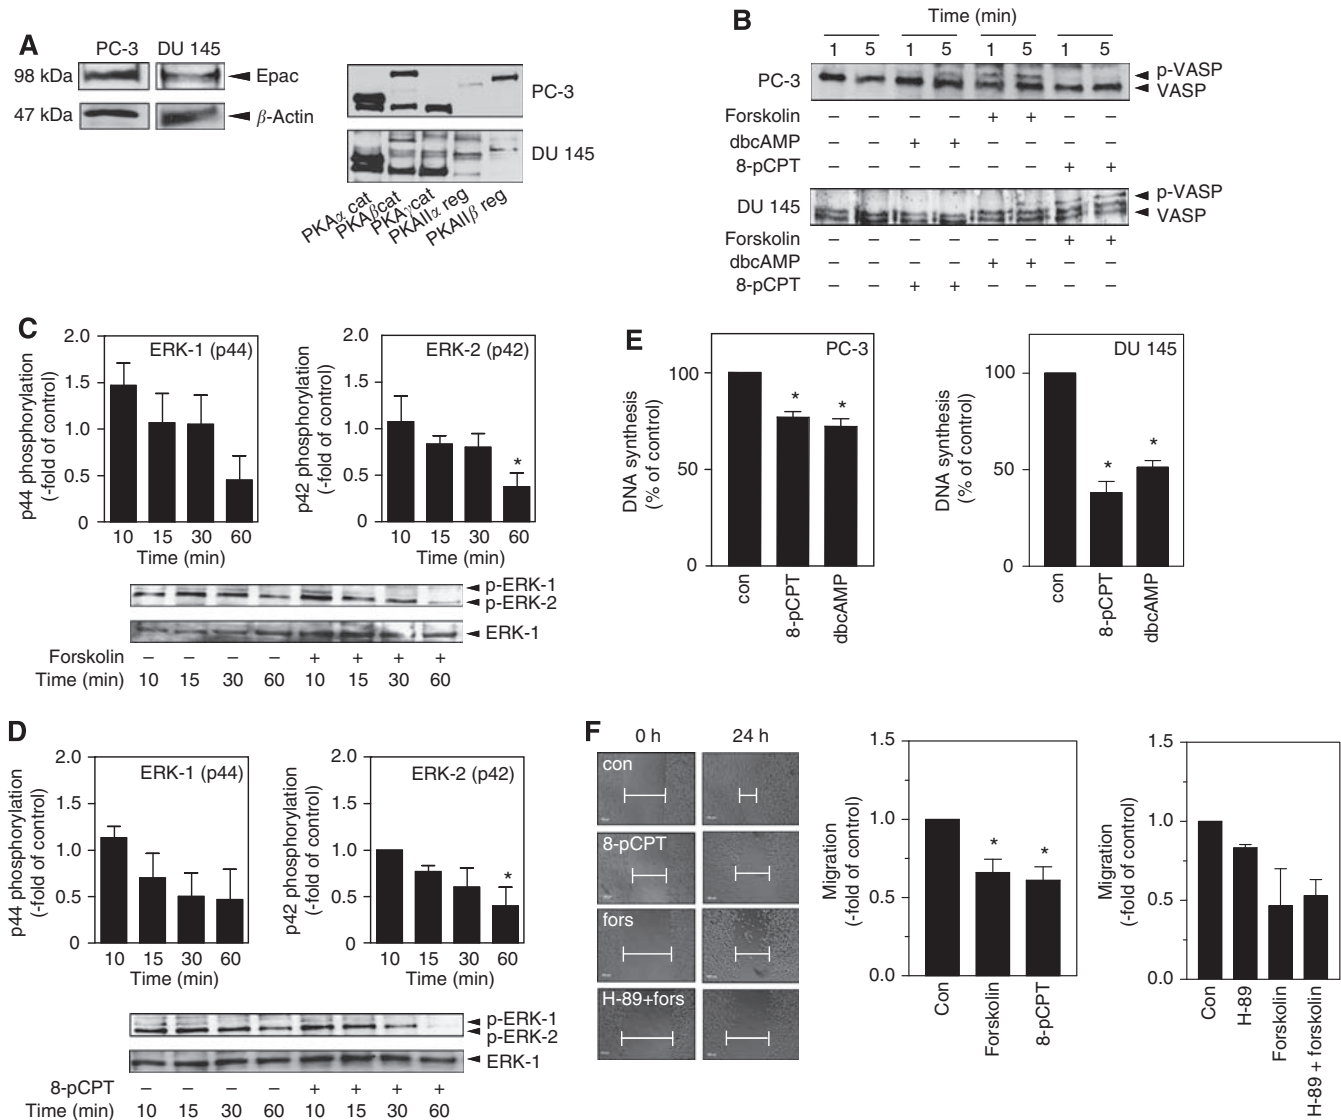 A
PC-3 DU 145
98 kDa Epac
47 kDa β-Actin
PC-3
DU 145
PKAα cat
PKAβcat
PKAγcat
PKAIIα reg
PKAIIβ reg
B
Time (min)
1 5 1 5 1 5 1 5
PC-3
p-VASP
VASP
Forskolin – – – – + + – –
dbcAMP – – + + – – – –
8-pCPT – – – – – – + +
DU 145
p-VASP
VASP
Forskolin – – – – – – + +
dbcAMP – – – – + + – –
8-pCPT – – + + – – – –
C
p44 phosphorylation
(-fold of control)
2.0
1.5
1.0
0.5
0
ERK-1 (p44)
10 15 30 60
Time (min)
p42 phosphorylation
(-fold of control)
2.0
1.5
1.0
0.5
0
ERK-2 (p42)
*
10 15 30 60
Time (min)
p-ERK-1
p-ERK-2
ERK-1
Forskolin – – – – + + + +
Time (min) 10 15 30 60 10 15 30 60
D
p44 phosphorylation
(-fold of control)
2.0
1.5
1.0
0.5
0
ERK-1 (p44)
10 15 30 60
Time (min)
p42 phosphorylation
(-fold of control)
2.0
1.5
1.0
0.5
0
ERK-2 (p42)
*
10 15 30 60
Time (min)
p-ERK-1
p-ERK-2
ERK-1
8-pCPT – – – – + + + +
Time (min) 10 15 30 60 10 15 30 60
E
DNA synthesis
(% of control)
100
50
0
PC-3
* *
con
8-pCPT
dbcAMP
DNA synthesis
(% of control)
100
50
0
DU 145
* *
con
8-pCPT
dbcAMP
F
0 h 24 h
con
8-pCPT
fors
H-89+fors
Migration
(-fold of control)
1.5
1.0
0.5
0.0
* *
Con
Forskolin
8-pCPT
Migration
(-fold of control)
1.5
1.0
0.5
0.0
Con
H-89
Forskolin
H-89 + forskolin